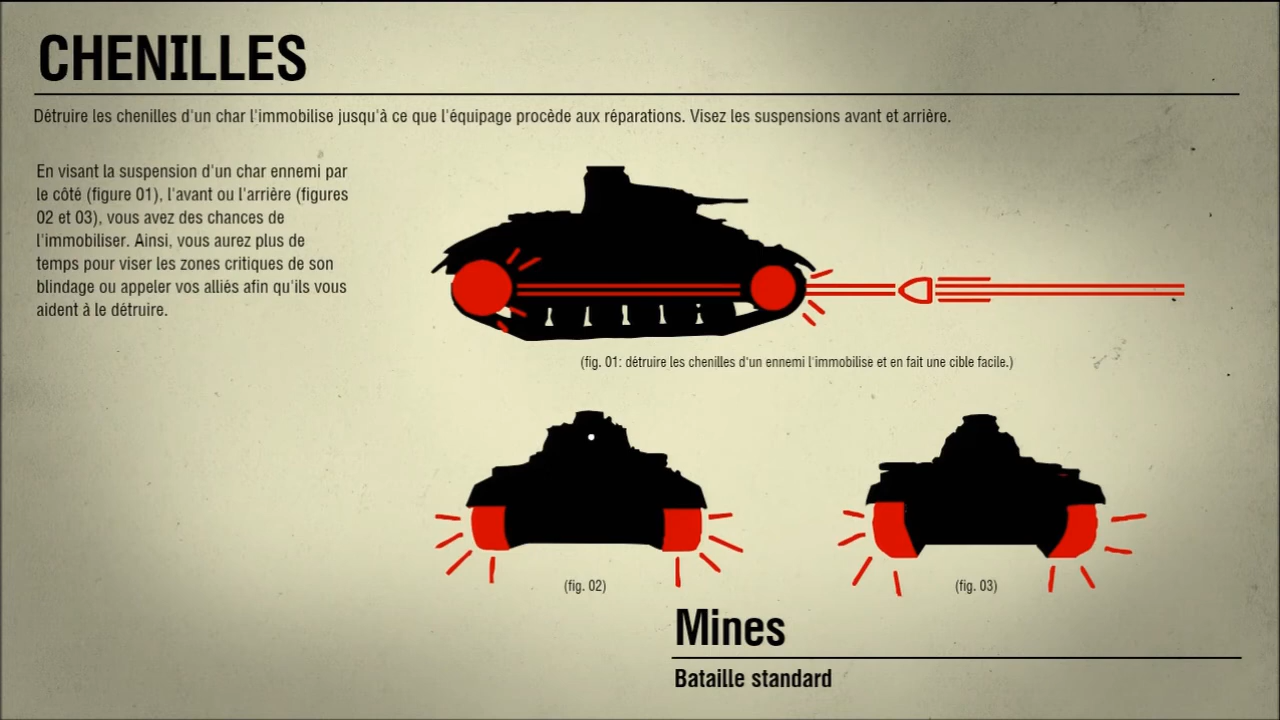 CHENILLES
Détruire les chenilles d'un char l'immobilise jusqu'à ce que l'équipage procède aux réparations. Visez les suspensions avant et arrière.
En visant la suspension d'un char ennemi par
le côté (figure 01), l'avant ou l'arrière (figures
02 et 03), vous avez des chances de
l'immobiliser. Ainsi, vous aurez plus de
temps pour viser les zones critiques de son
blindage ou appeler vos alliés afin qu'ils vous
aident à le détruire.
(fig. 01: détruire les chenilles d'un ennemi l'immobilise et en fait une cible facile.)
(fig. 02)
(fig. 03)
Mines
Bataille standard